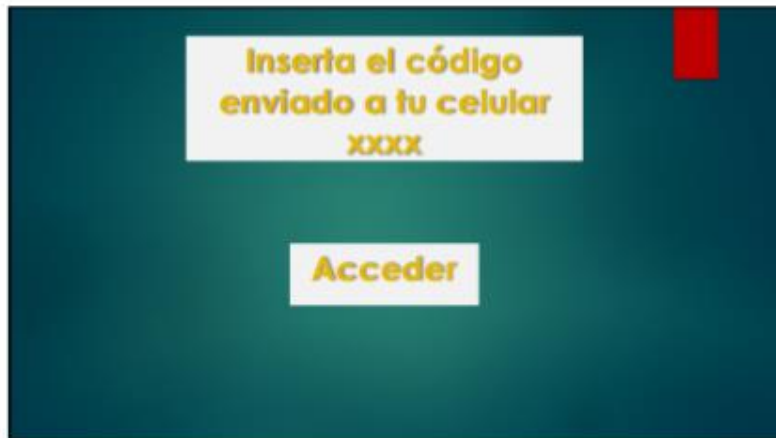 Inserta el código
enviado a tu celular
xxxx
Acceder